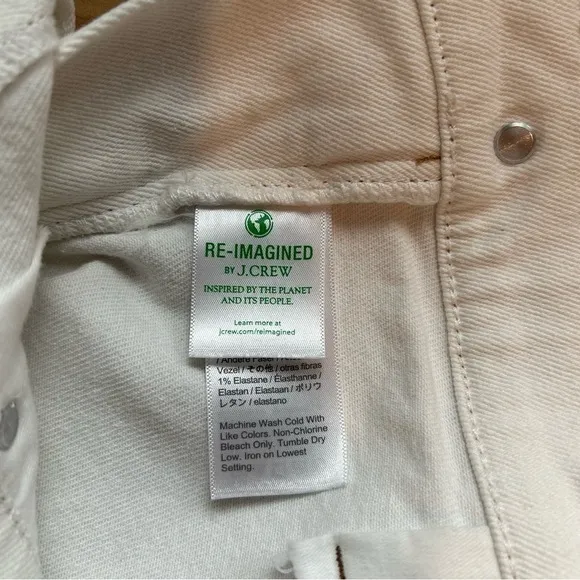 RE-IMAGINED
BY J.CREW
INSPIRED BY THE PLANET
AND ITS PEOPLE.
Learn more at
jcrew.com/reimagined
Vezel / その他 / otras fibras
1% Elastane / Élasthanne /
Elastan / Elastaan / ポリウ
レタン / elastano
Machine Wash Cold With
Like Colors. Non-Chlorine
Bleach Only. Tumble Dry
Low. Iron on Lowest
Setting.